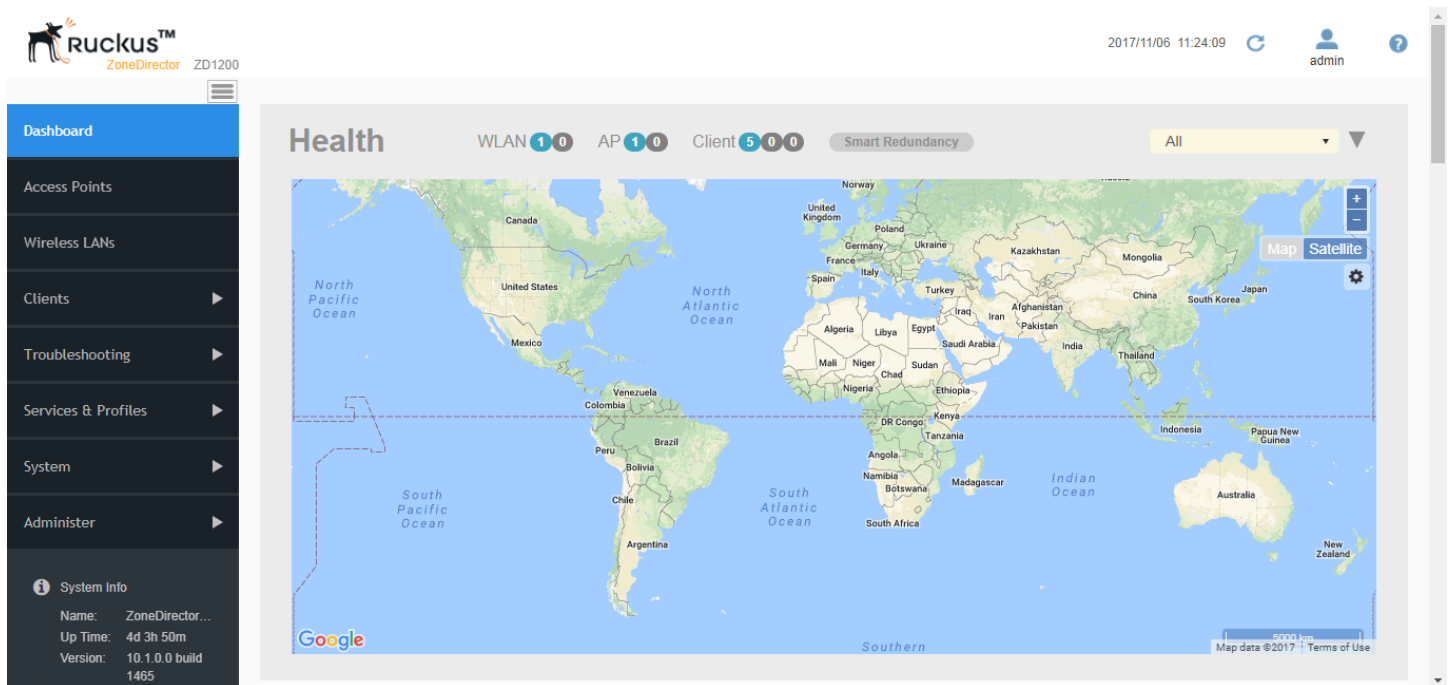 RUCKUS™
ZoneDirector ZD1200
2017/11/06 11:24:09
admin
?
Dashboard
Access Points
Wireless LANs
Clients
Troubleshooting
Services & Profiles
System
Administer
i System Info
Name: ZoneDirector...
Up Time: 4d 3h 50m
Version: 10.1.0.0 build
1465
Health
WLAN 1 0
AP 1 0
Client 5 0 0
Smart Redundancy
All
+
−
Map Satellite
Norway
United
Kingdom
Canada
Poland
Germany
Ukraine
France
Kazakhstan
Mongolia
Italy
Spain
United States
Turkey
China
Japan
South Korea
North
Pacific
Ocean
North
Atlantic
Ocean
Iraq
Iran
Afghanistan
Pakistan
Algeria
Libya
Egypt
Saudi Arabia
Mexico
India
Thailand
Mali
Niger
Chad
Sudan
Nigeria
Ethiopia
Venezuela
Colombia
Kenya
DR Congo
Tanzania
Indonesia
Papua New
Guinea
Brazil
Peru
Bolivia
Angola
Namibia
Botswana
Madagascar
Indian
Ocean
Australia
South
Pacific
Ocean
Chile
South
Atlantic
Ocean
South Africa
Argentina
New
Zealand
Google
Southern
5000 km
Map data ©2017
Terms of Use